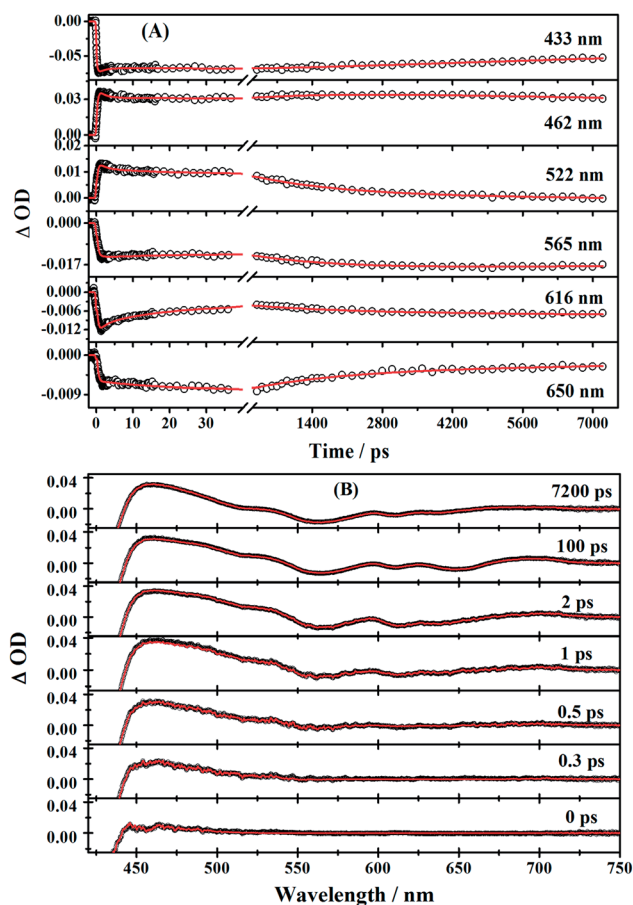 (A)
0.00
-0.05
433 nm
0.03
0.00
462 nm
0.02
0.01
0.00
522 nm
0.000
-0.017
565 nm
0.000
-0.006
-0.012
616 nm
0.000
-0.009
650 nm
Δ OD
0 10 20 30 1400 2800 4200 5600 7000
Time / ps
(B)
0.04
0.00
7200 ps
0.04
0.00
100 ps
0.04
0.00
2 ps
0.04
0.00
1 ps
0.04
0.00
0.5 ps
0.04
0.00
0.3 ps
0.04
0.00
0 ps
Δ OD
450 500 550 600 650 700 750
Wavelength / nm